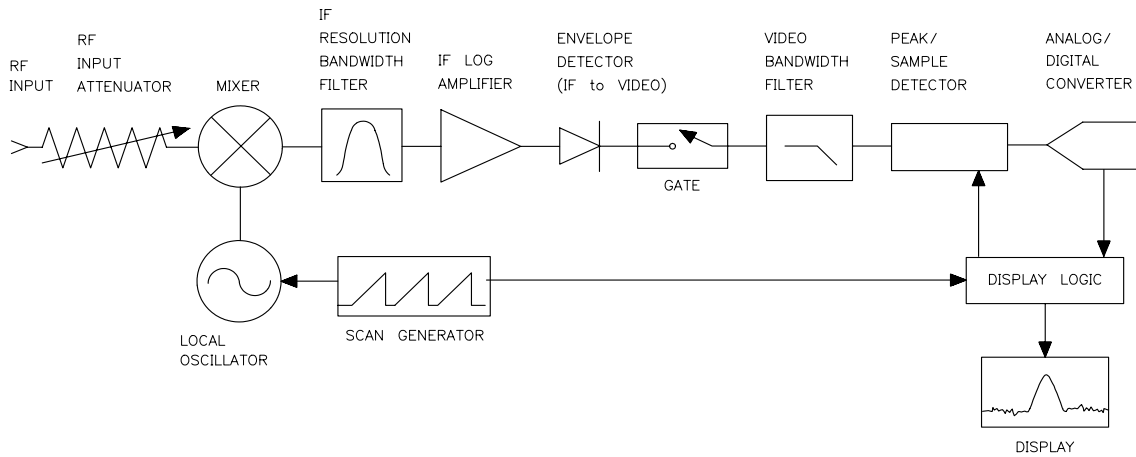 RF
INPUT
RF
INPUT
ATTENUATOR
MIXER
IF
RESOLUTION
BANDWIDTH
FILTER
IF LOG
AMPLIFIER
ENVELOPE
DETECTOR
(IF to VIDEO)
GATE
VIDEO
BANDWIDTH
FILTER
PEAK/
SAMPLE
DETECTOR
ANALOG/
DIGITAL
CONVERTER
LOCAL
OSCILLATOR
SCAN GENERATOR
DISPLAY LOGIC
DISPLAY